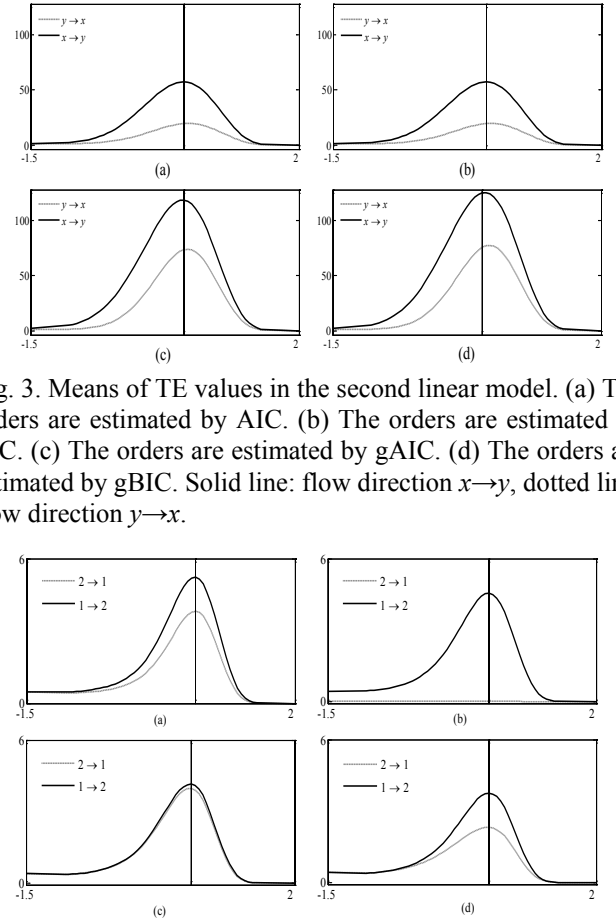 100
y → x
x → y
50
0
-1.5
2
(a)
100
y → x
x → y
50
0
-1.5
2
(b)
100
y → x
x → y
50
0
-1.5
2
(c)
100
y → x
x → y
50
0
-1.5
2
(d)
g. 3. Means of TE values in the second linear model. (a) T
ders are estimated by AIC. (b) The orders are estimated
C. (c) The orders are estimated by gAIC. (d) The orders a
timated by gBIC. Solid line: flow direction x→y, dotted lin
ow direction y→x.
6
2 → 1
1 → 2
0
-1.5
2
(a)
6
2 → 1
1 → 2
0
-1.5
2
(b)
6
2 → 1
1 → 2
0
-1.5
2
(c)
6
2 → 1
1 → 2
0
-1.5
2
(d)